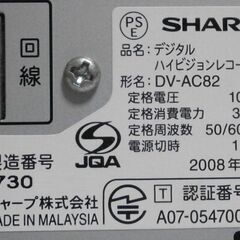 回
線
PS
E
SHAR
品名：デジタル
ハイビジョンレコー
形名：DV-AC82
定格電圧 10
定格消費電力 3
定格周波数 50/60
電源切時 1
2008年
JQA
製造番号
730
ャープ株式会社
MADE IN MALAYSIA
T 認証番号
A07-054700